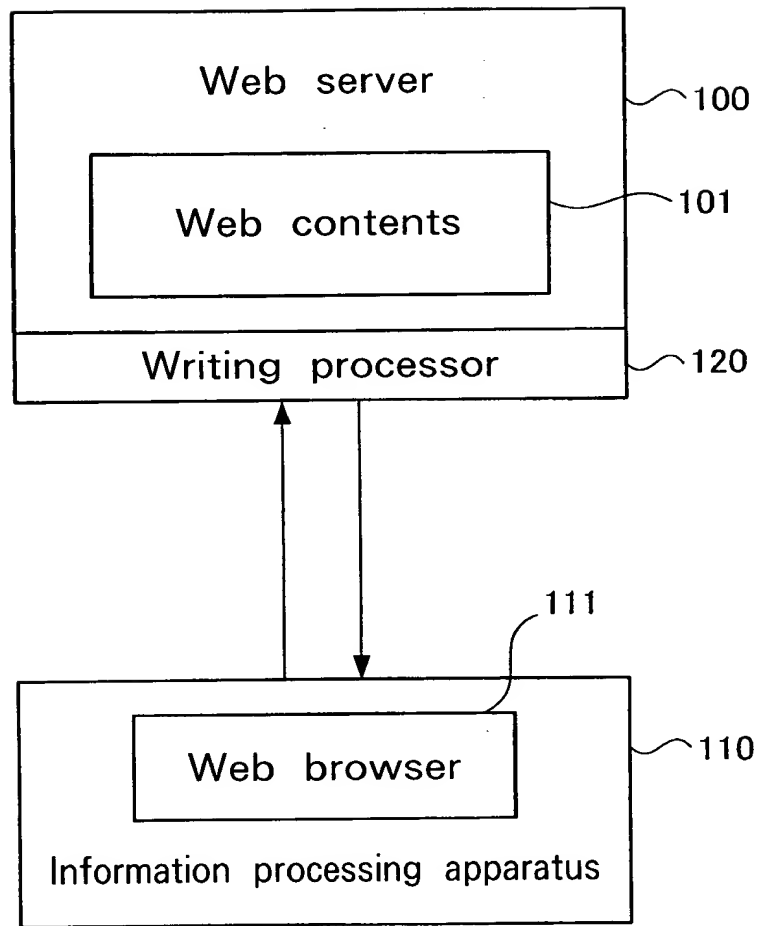 Web server
100
Web contents
101
Writing processor
120
111
Web browser
110
Information processing apparatus